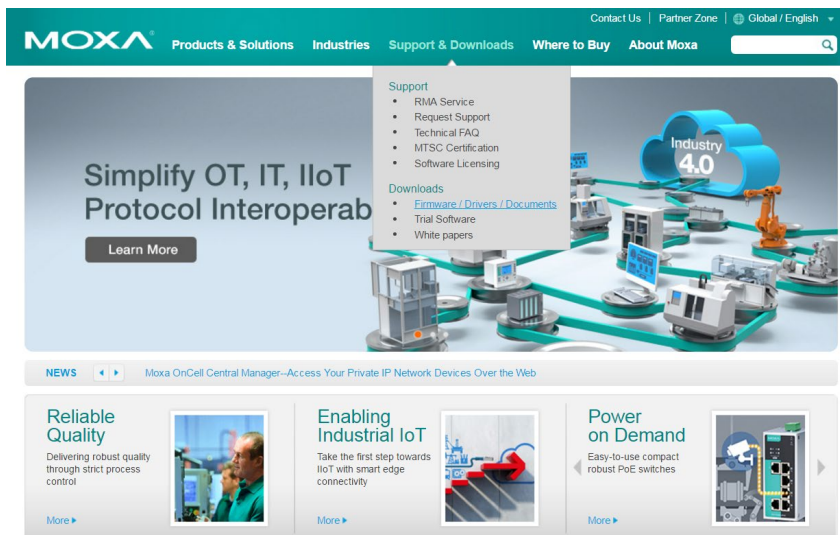 Contact Us | Partner Zone | Global / English
MOXA
Products & Solutions Industries Support & Downloads Where to Buy About Moxa
Support
• RMA Service
• Request Support
• Technical FAQ
• MTSC Certification
• Software Licensing
Downloads
• Firmware / Drivers / Documents
• Trial Software
• White papers
Simplify OT, IT, IIoT
Protocol Interoperab
Learn More
Industry
4.0
NEWS Moxa OnCell Central Manager--Access Your Private IP Network Devices Over the Web
Reliable
Quality
Delivering robust quality
through strict process
control
More
Enabling
Industrial IoT
Take the first step towards
IIoT with smart edge
connectivity
More
Power
on Demand
Easy-to-use compact
robust PoE switches
More